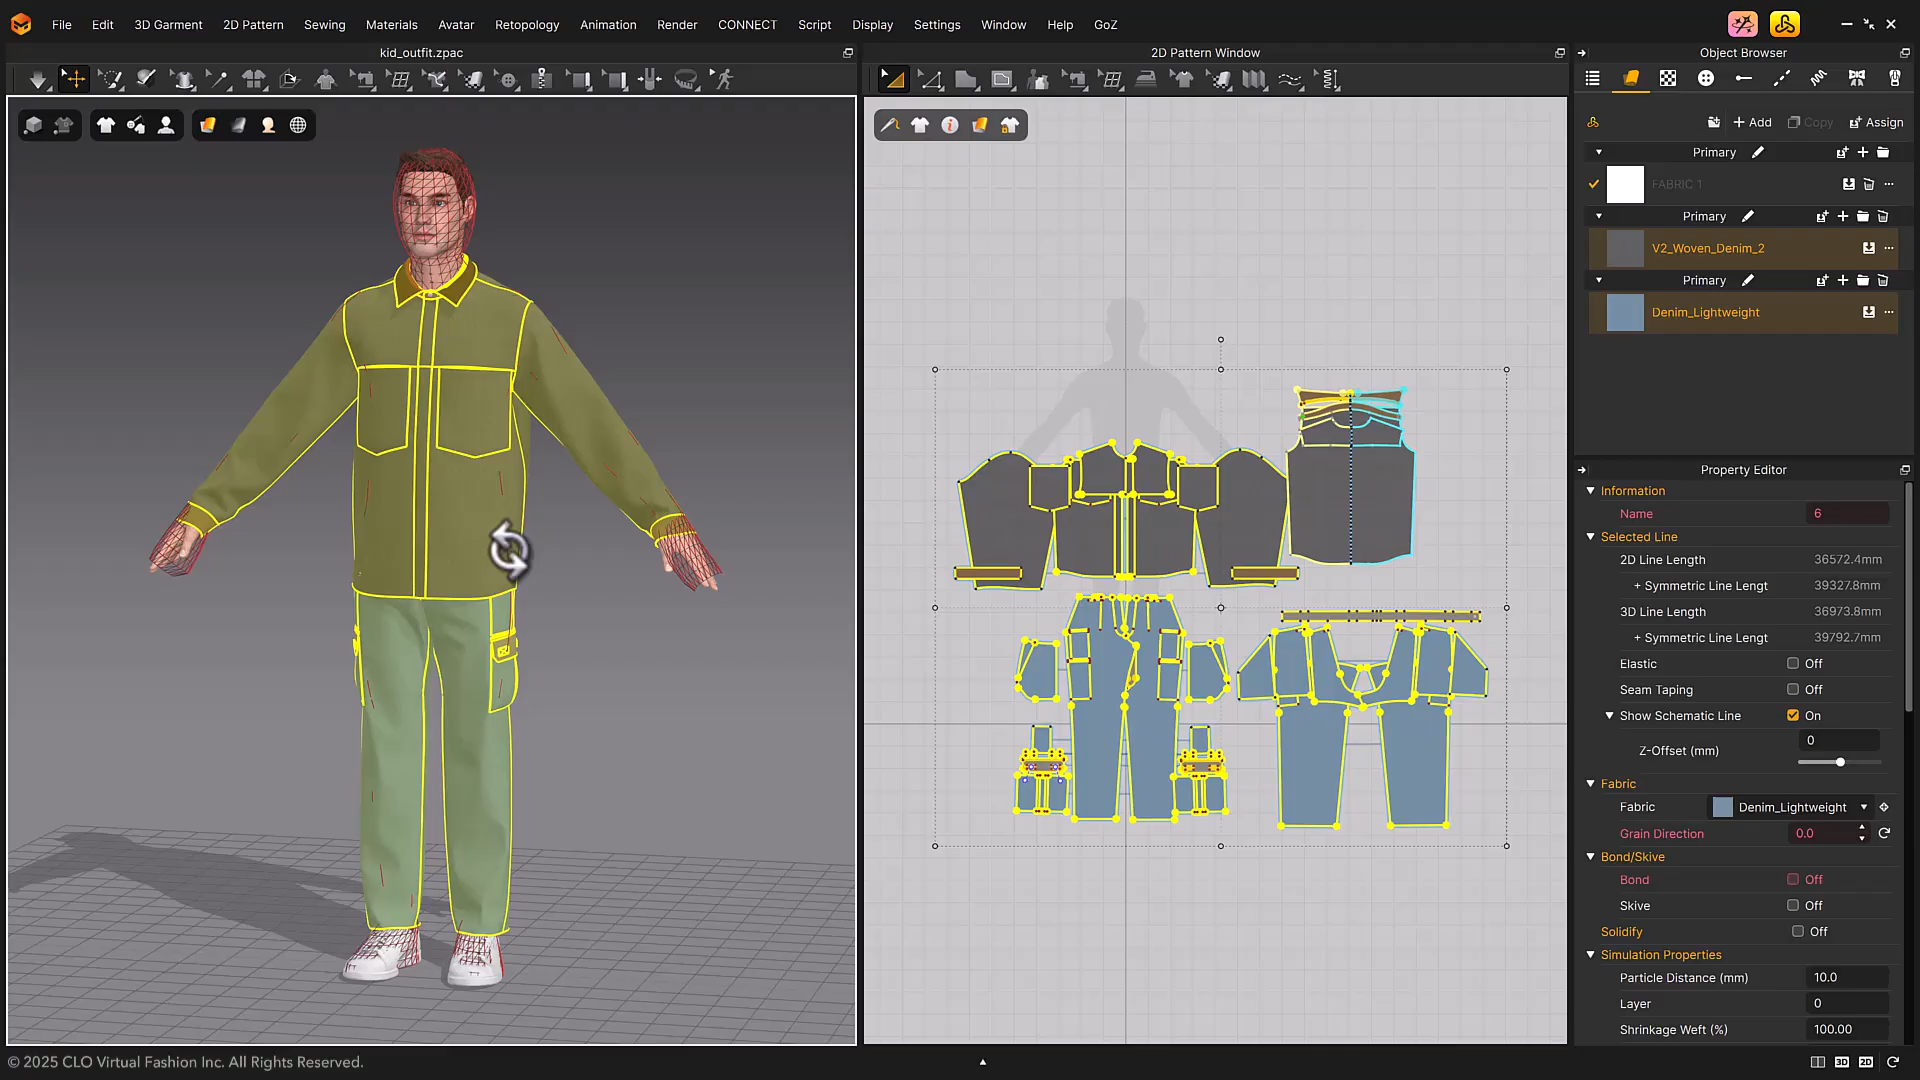 File Edit 3D Garment 2D Pattern Sewing Materials Avatar Retopology Animation Render CONNECT Script Display Settings Window Help GoZ
kid_outfit.zpac
2D Pattern Window
Object Browser
Add Copy Assign
Primary
FABRIC 1
Primary
V2_Woven_Denim_2
Primary
Denim_Lightweight
Property Editor
Information
Name 6
Selected Line
2D Line Length 36572.4mm
+ Symmetric Line Lengt 39327.8mm
3D Line Length 36973.8mm
+ Symmetric Line Lengt 39792.7mm
Elastic Off
Seam Taping Off
Show Schematic Line On
Z-Offset (mm) 0
Fabric
Fabric Denim_Lightweight
Grain Direction 0.0
Bond/Skive
Bond Off
Skive Off
Solidify Off
Simulation Properties
Particle Distance (mm) 10.0
Layer 0
Shrinkage Weft (%) 100.00
© 2025 CLO Virtual Fashion Inc. All Rights Reserved.
3D 2D